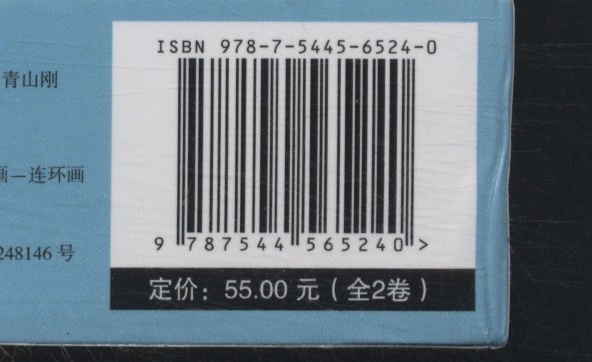 ISBN 978-7-5445-6524-0
青山刚
画－连环画
248146 号
9 787544 565240 >
定价：55.00 元（全2卷）